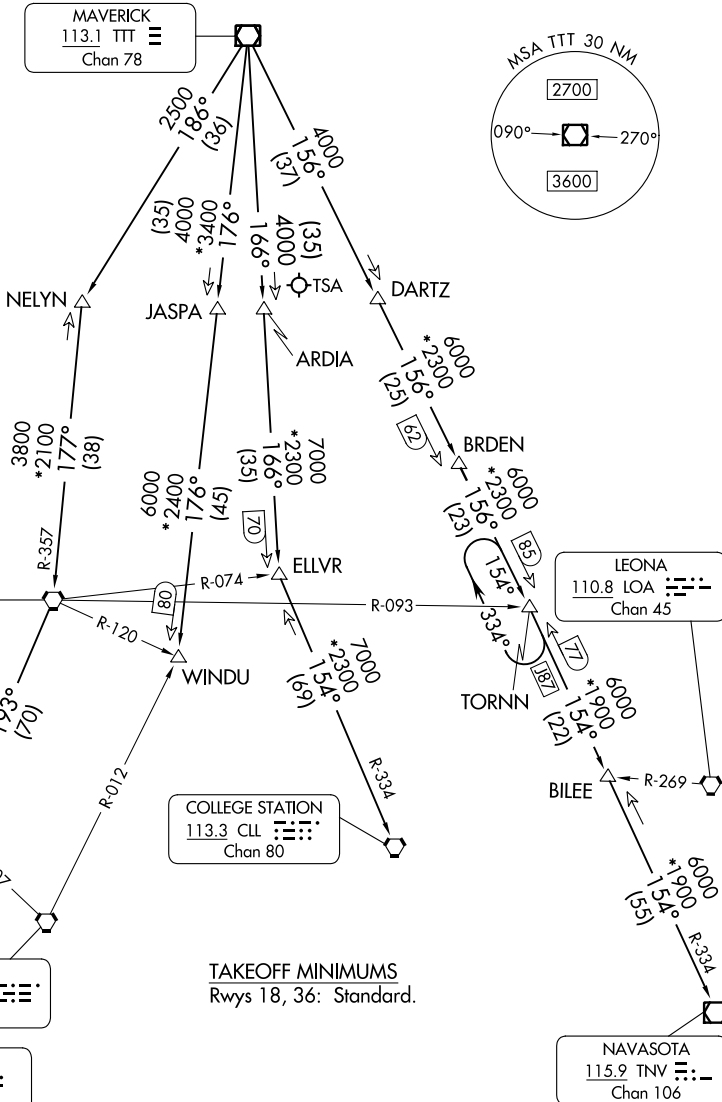 MAVERICK
113.1 TTT
Chan 78
MSA TTT 30 NM
2700
090°
270°
3600
2500
186°
(36)
(35)
4000
*3400
176°
(35)
4000
166°
4000
156°
(37)
TSA
NELYN
JASPA
ARDIA
DARTZ
3800
*2100
177°
(38)
6000
*2400
176°
(45)
7000
*2300
166°
(35)
6000
*2300
156°
(25)
62
BRDEN
6000
*2300
156°
(23)
70
85
R-357
R-074
ELLVR
80
R-093
R-120
WINDU
154°
334°
LEONA
110.8 LOA
Chan 45
77
J87
TORNN
193°
(70)
7000
*2300
154°
(69)
6000
*1900
154°
(22)
R-012
R-334
BILEE
R-269
COLLEGE STATION
113.3 CLL
Chan 80
6000
*1900
154°
(55)
R-334
TAKEOFF MINIMUMS
Rwys 18, 36: Standard.
NAVASOTA
115.9 TNV
Chan 106